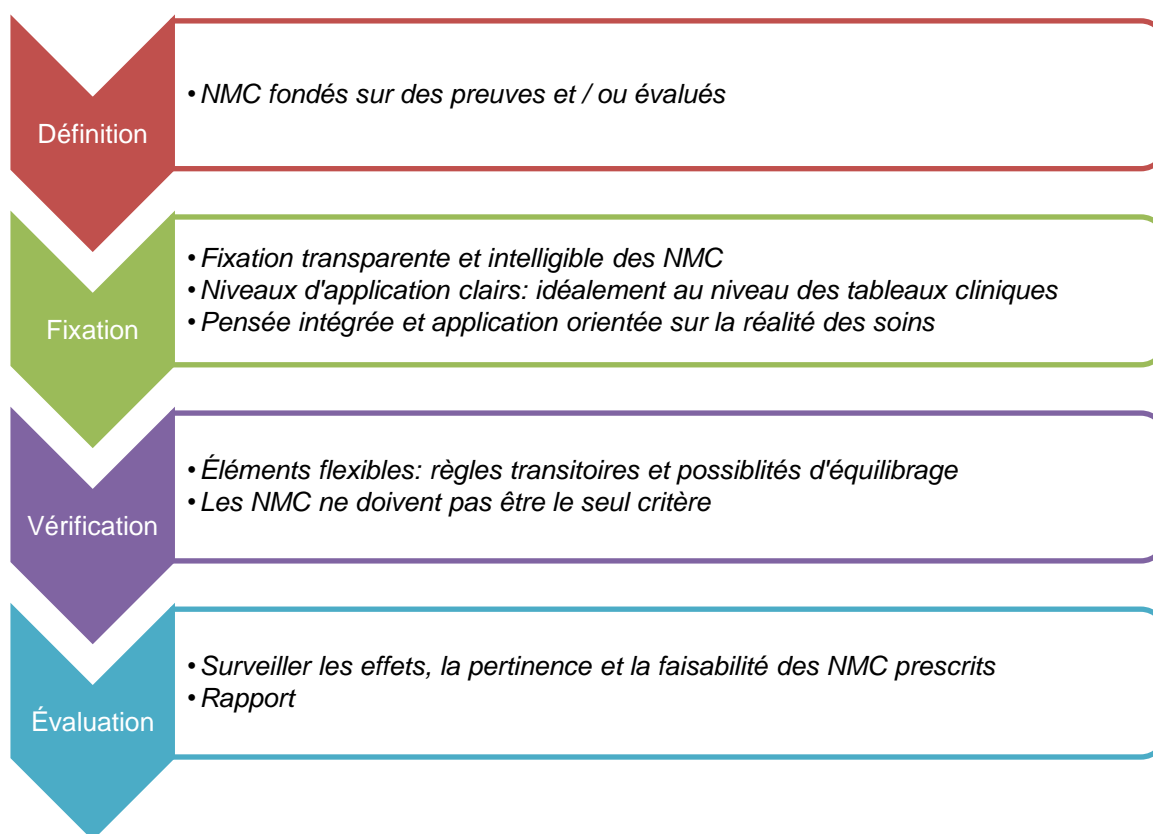 Définition
• NMC fondés sur des preuves et / ou évalués
Fixation
• Fixation transparente et intelligible des NMC
• Niveaux d'application clairs: idéalement au niveau des tableaux cliniques
• Pensée intégrée et application orientée sur la réalité des soins
Vérification
• Éléments flexibles: règles transitoires et possiblités d'équilibrage
• Les NMC ne doivent pas être le seul critère
Évaluation
• Surveiller les effets, la pertinence et la faisabilité des NMC prescrits
• Rapport